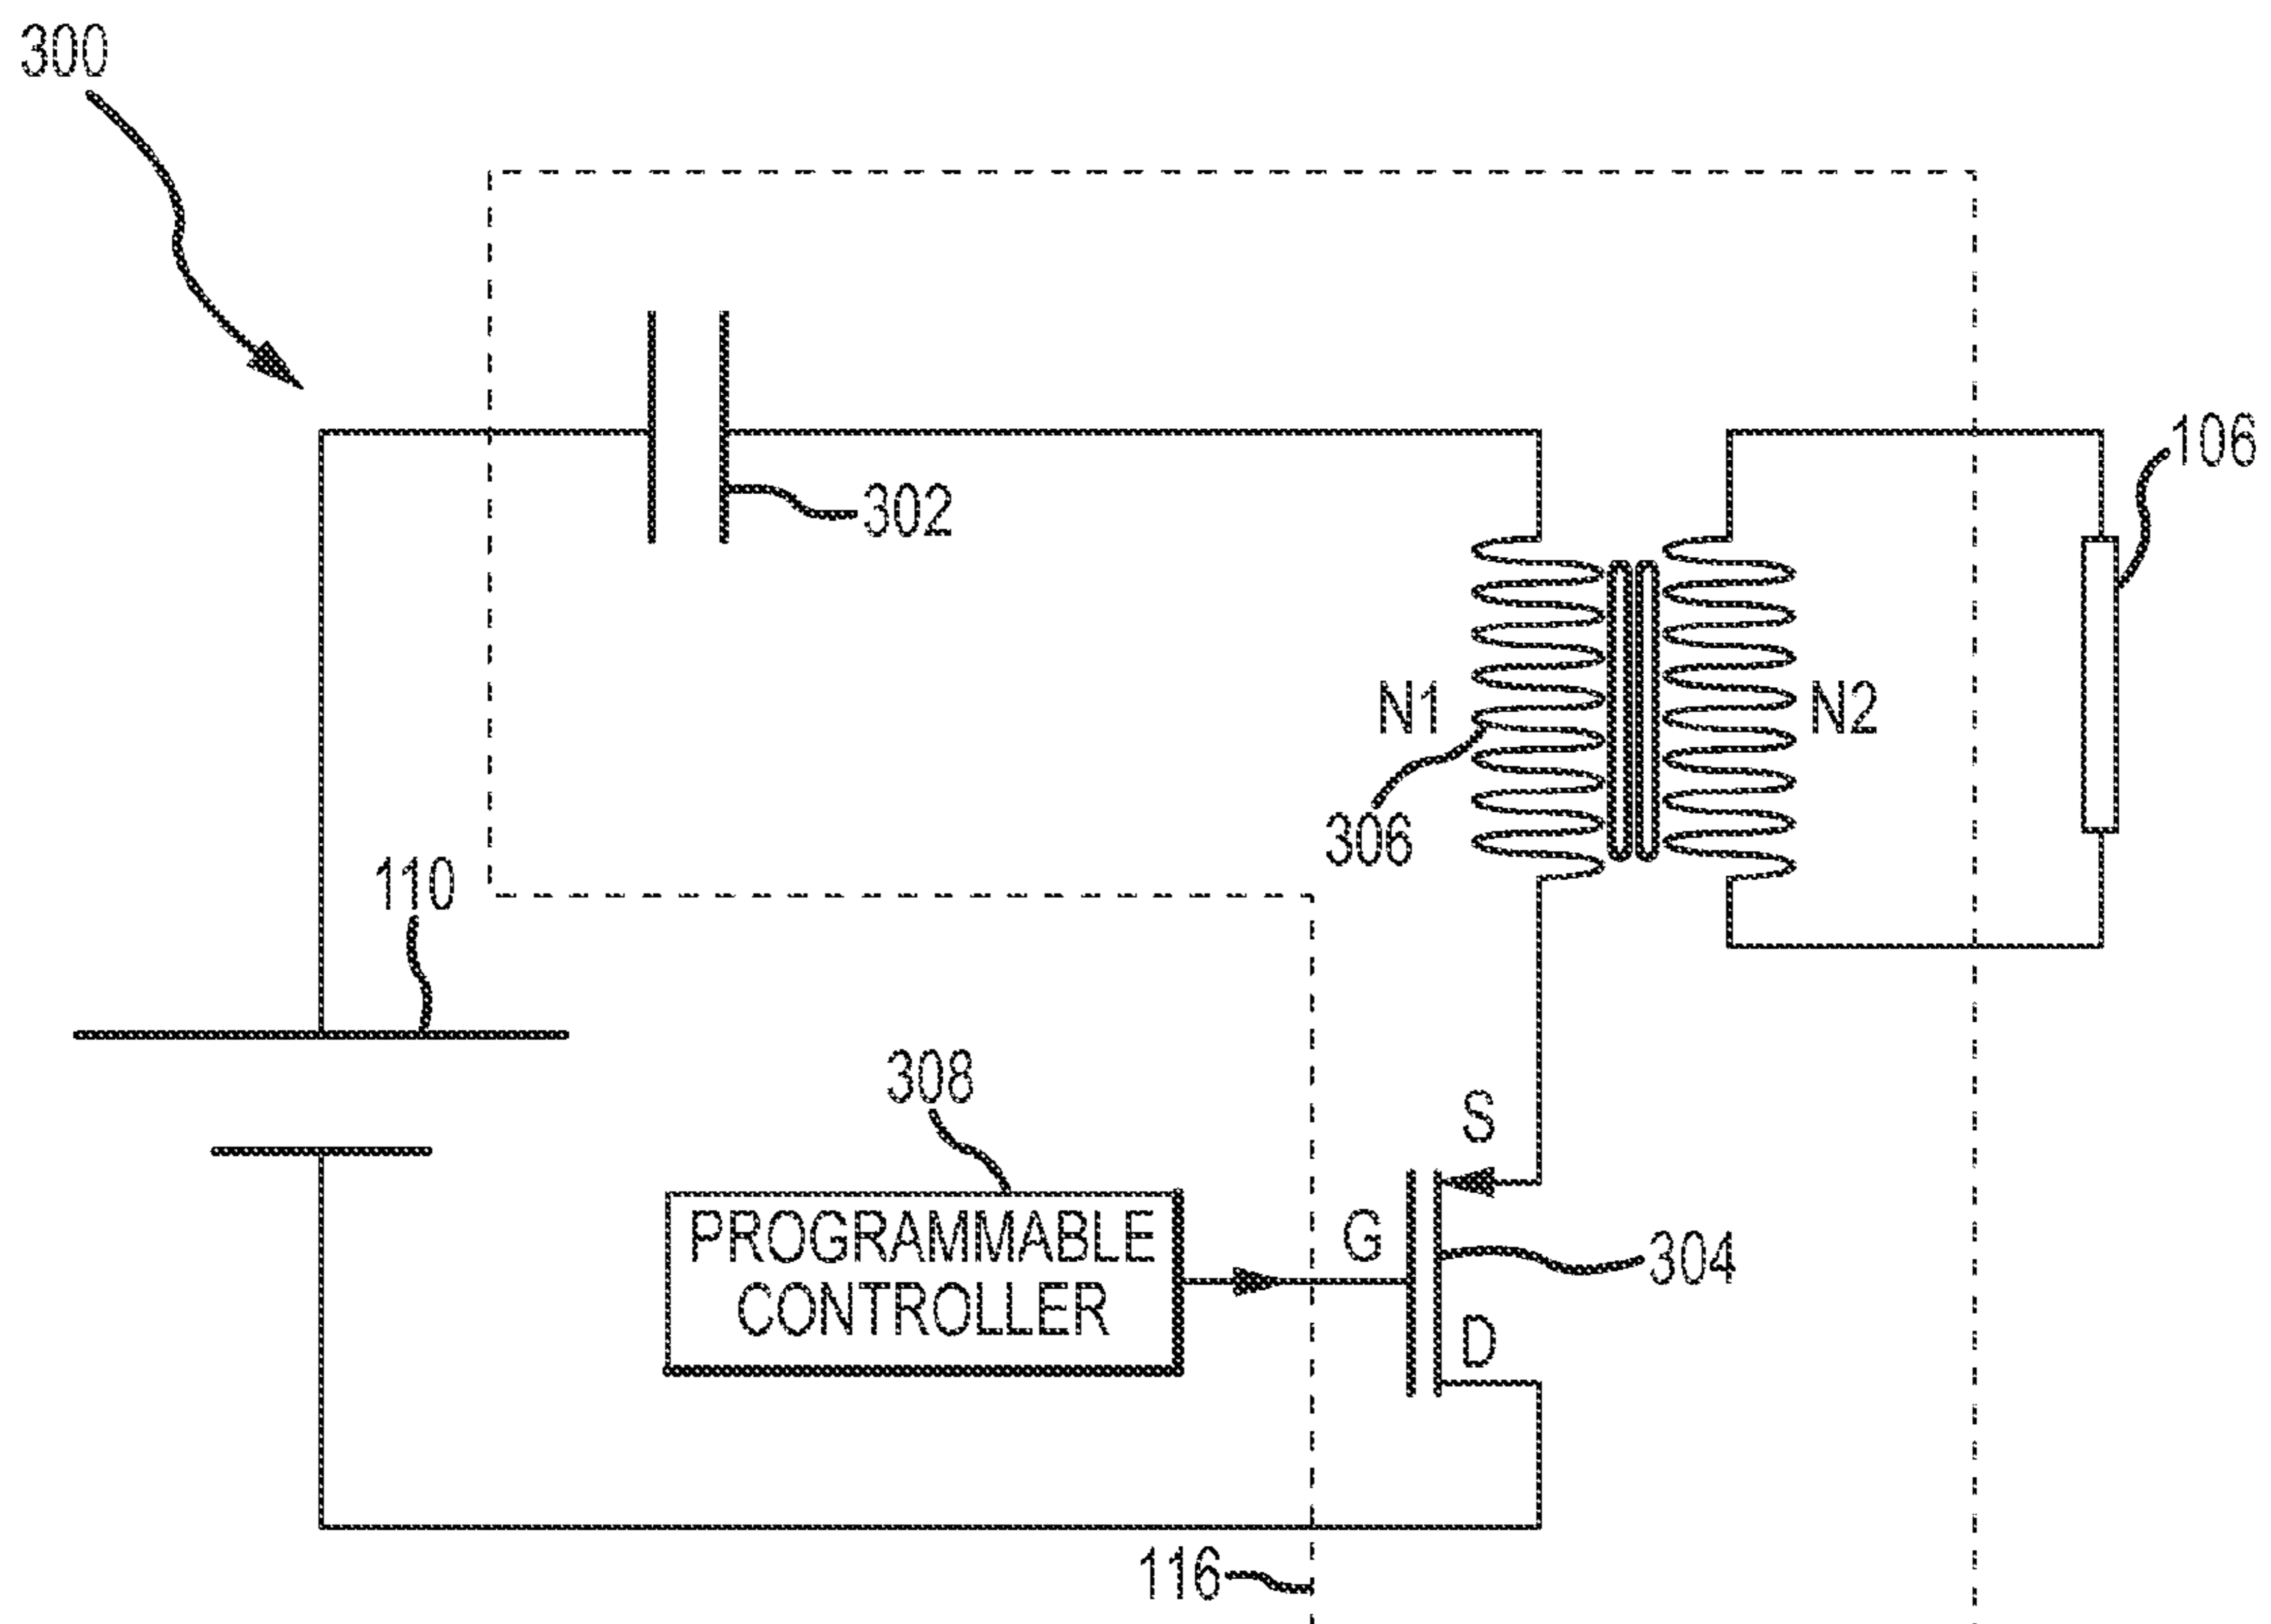 300
302
106
N1
N2
306
110
308
S
PROGRAMMABLE
CONTROLLER
G
304
D
116